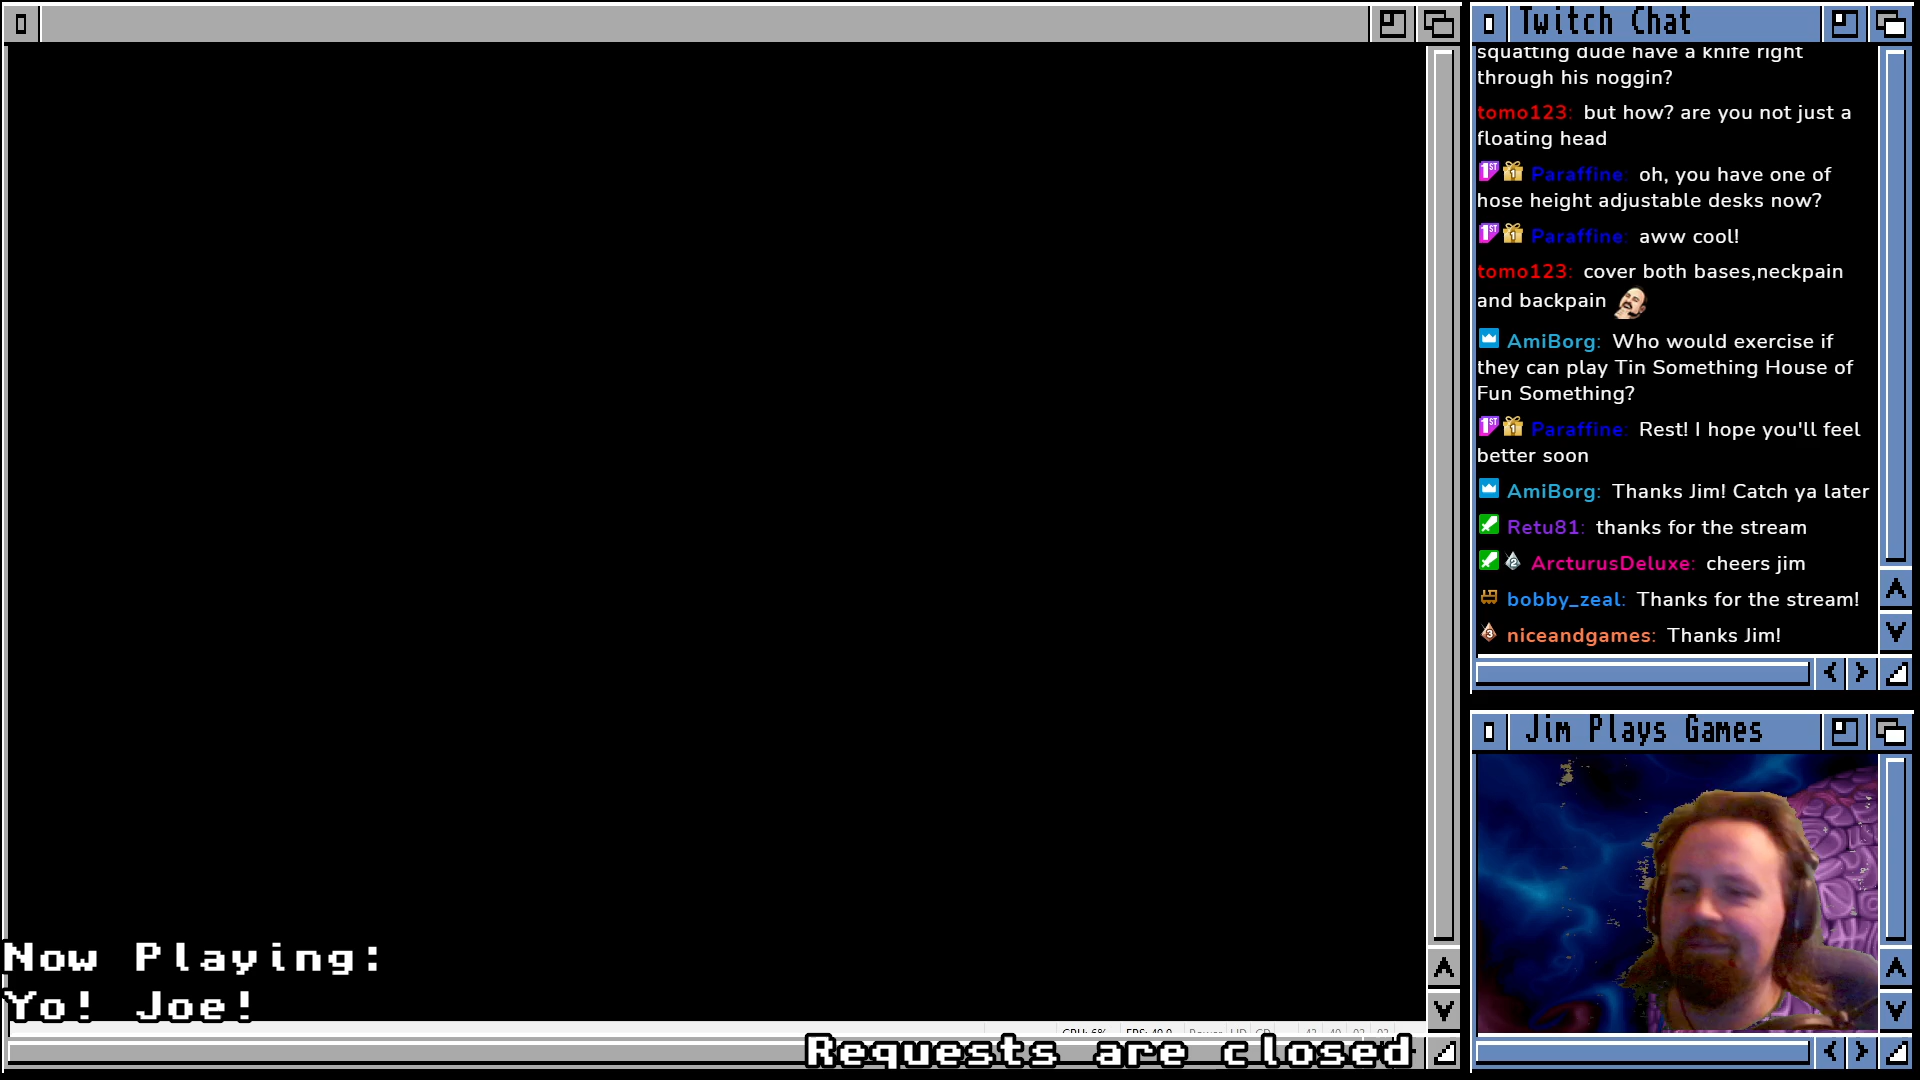 Twitch Chat
squatting dude have a knife right
through his noggin?
tomo123: but how? are you not just a
floating head
Paraffine: oh, you have one of
hose height adjustable desks now?
Paraffine: aww cool!
tomo123: cover both bases,neckpain
and backpain
AmiBorg: Who would exercise if
they can play Tin Something House of
Fun Something?
Paraffine: Rest! I hope you'll feel
better soon
AmiBorg: Thanks Jim! Catch ya later
Retu81: thanks for the stream
ArcturusDeluxe: cheers jim
bobby_zeal: Thanks for the stream!
niceandgames: Thanks Jim!
Jim Plays Games
Now Playing:
Yo! Joe!
Requests are closed